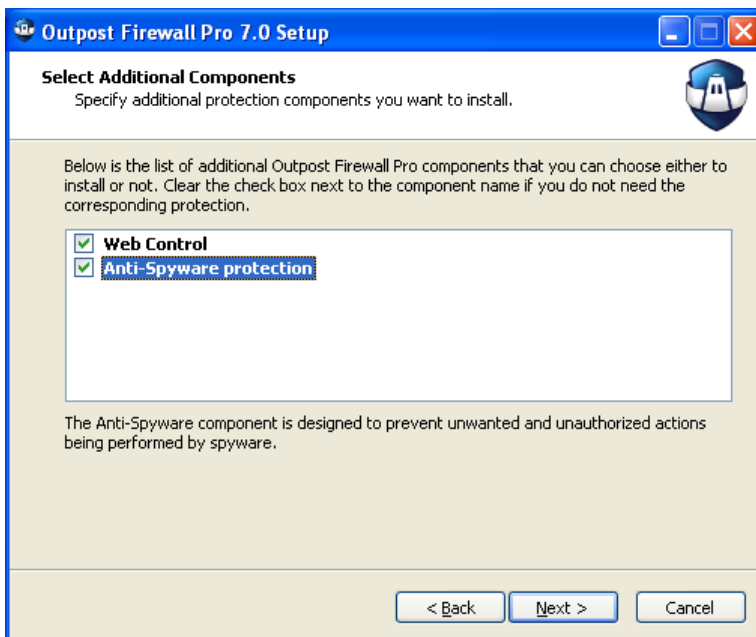 Outpost Firewall Pro 7.0 Setup
Select Additional Components
Specify additional protection components you want to install.
Below is the list of additional Outpost Firewall Pro components that you can choose either to
install or not. Clear the check box next to the component name if you do not need the
corresponding protection.
Web Control
Anti-Spyware protection
The Anti-Spyware component is designed to prevent unwanted and unauthorized actions
being performed by spyware.
< Back
Next >
Cancel